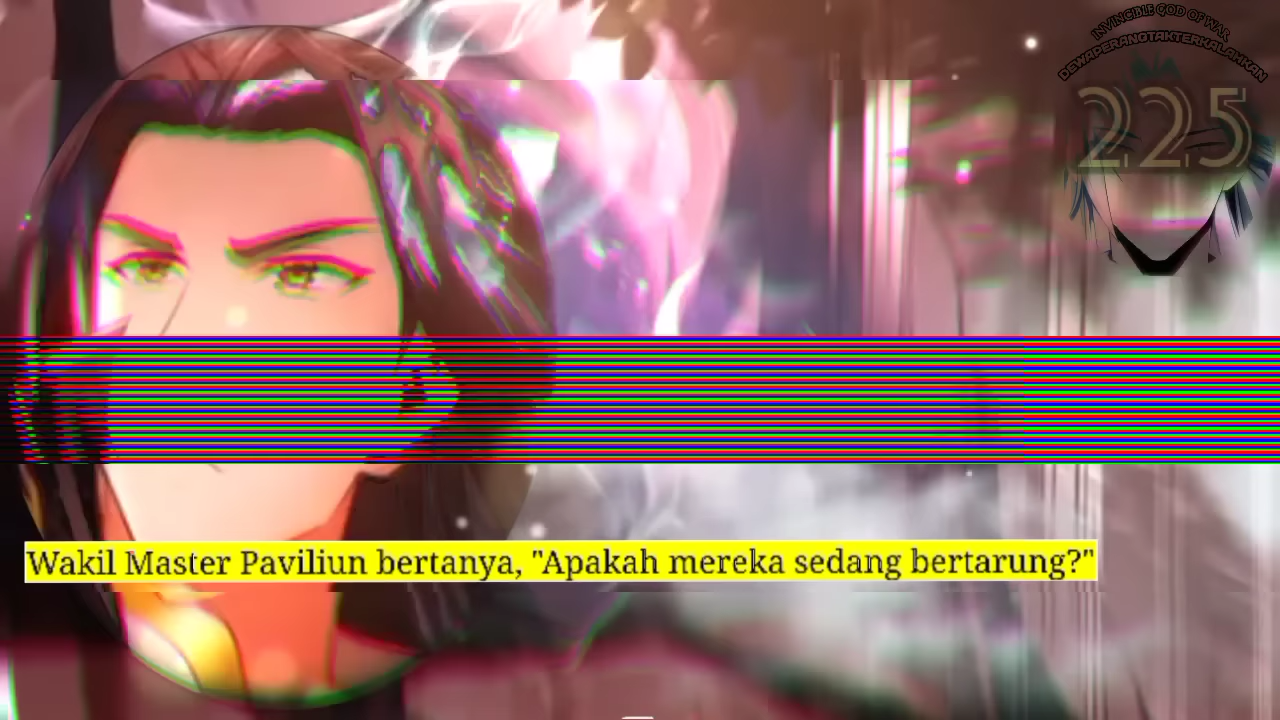 INVINCIBLE GOD OF WAR
DEWAPERANGTAKTERKALAHKAN
225
Wakil Master Paviliun bertanya, "Apakah mereka sedang bertarung?"